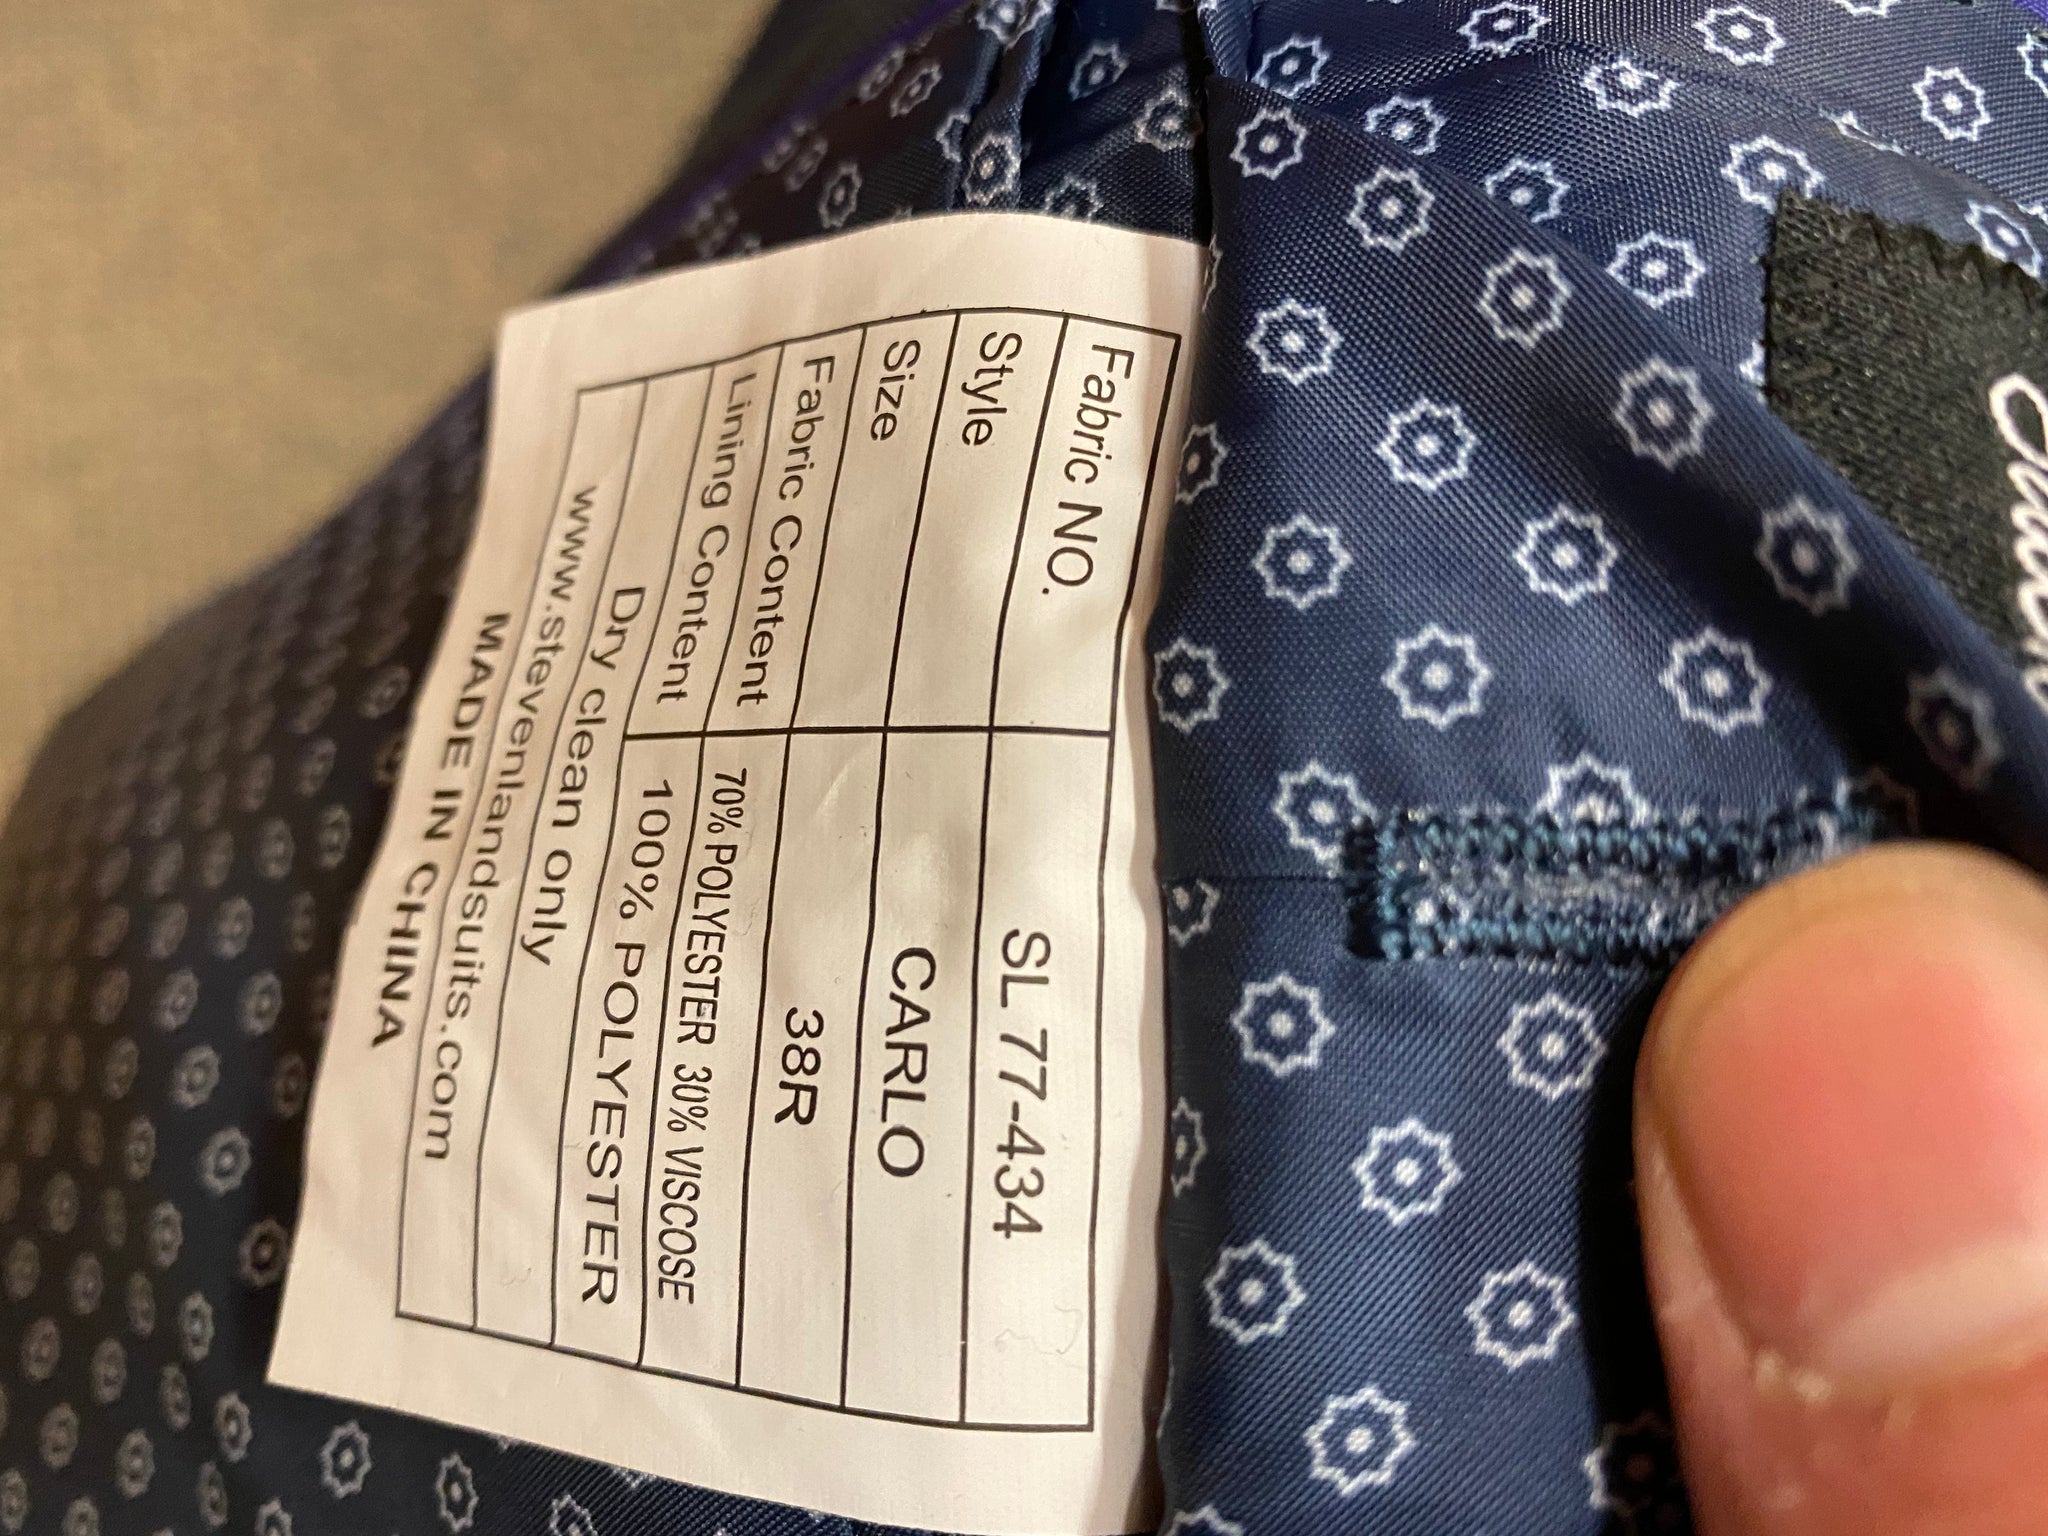 Fabric NO. SL 77-434
Style CARLO
Size 38R
Fabric Content 70% POLYESTER 30% VISCOSE
Lining Content 100% POLYESTER
Dry clean only
www.stevenlandsuits.com
MADE IN CHINA